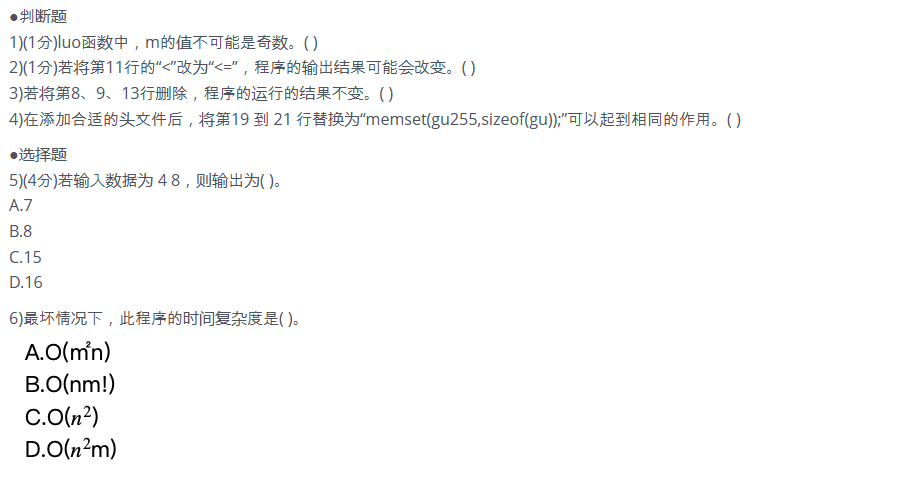 ●判断题
1)(1分)luo函数中，m的值不可能是奇数。( )
2)(1分)若将第11行的“<”改为“<=”，程序的输出结果可能会改变。( )
3)若将第8、9、13行删除，程序的运行的结果不变。( )
4)在添加合适的头文件后，将第19 到 21 行替换为“memset(gu255,sizeof(gu));”可以起到相同的作用。( )
●选择题
5)(4分)若输入数据为 4 8，则输出为( )。
A.7
B.8
C.15
D.16
6)最坏情况下，此程序的时间复杂度是( )。
A.O(m²n)
B.O(nm!)
C.O(n²)
D.O(n²m)